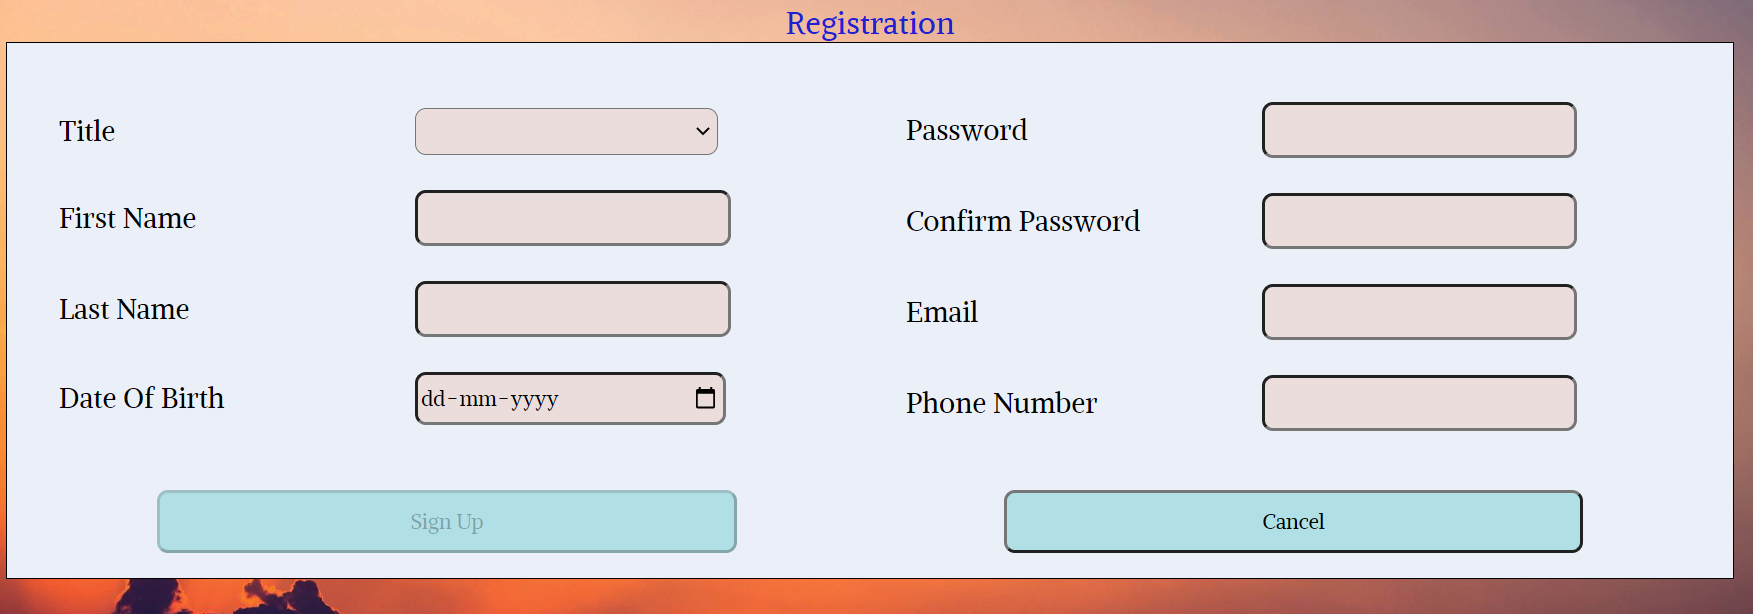 Registration
Title
First Name
Last Name
Date Of Birth dd-mm-yyyy
Password
Confirm Password
Email
Phone Number
Sign Up
Cancel